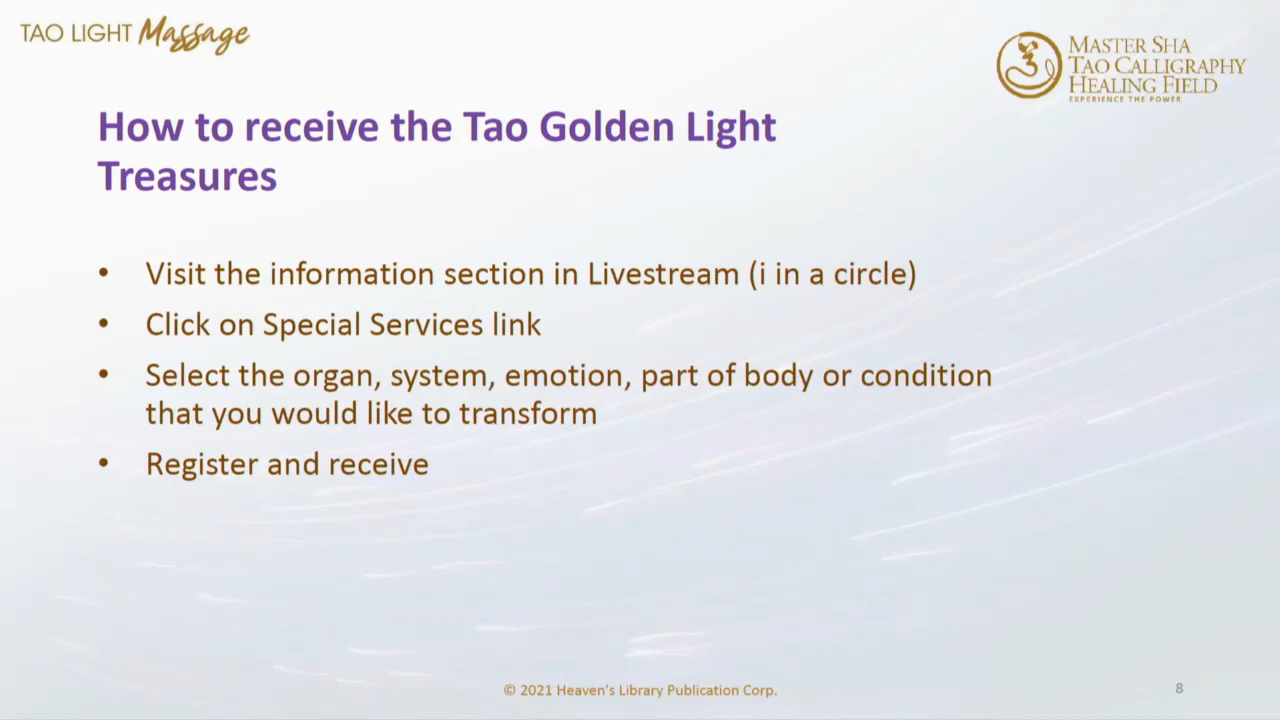 TAO LIGHT Massage
MASTER SHA
TAO CALLIGRAPHY
HEALING FIELD
EXPERIENCE THE POWER
How to receive the Tao Golden Light
Treasures
• Visit the information section in Livestream (i in a circle)
• Click on Special Services link
• Select the organ, system, emotion, part of body or condition
that you would like to transform
• Register and receive
© 2021 Heaven's Library Publication Corp.
8